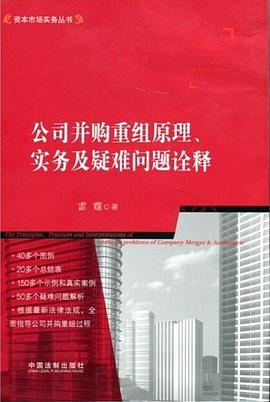 资本市场实务丛书
公司并购重组原理、
实务及疑难问题诠释
雷霆◎著
The Principles, Practices and Interpretations of
problems of Company Merger &
• 40多个图例
• 20多个总结表
• 150多个示例和真实案例
• 50多个疑难问题解析
• 根据最新法律法规，全
面指导公司并购重组过程
中国法制出版社
CHINA LEGAL PUBLISHING HOUSE